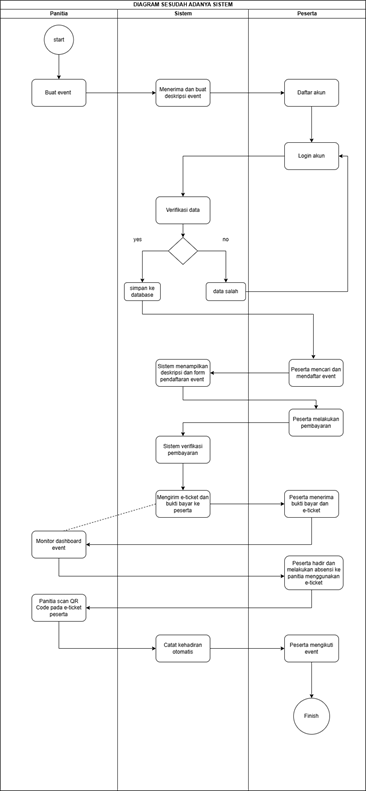 DIAGRAM SESUDAH ADANYA SISTEM
Panitia
Sistem
Peserta
start
Buat event
Menerima dan buat
deskripsi event
Daftar akun
Login akun
Verifikasi data
yes
no
simpan ke
database
data salah
Peserta mencari dan
mendaftar event
Sistem menampilkan
deskripsi dan form
pendaftaran event
Peserta melakukan
pembayaran
Sistem verifikasi
pembayaran
Mengirim e-ticket dan
bukti bayar ke
peserta
Peserta menerima
bukti bayar dan
e-ticket
Monitor dashboard
event
Peserta hadir dan
melakukan absensi ke
panitia menggunakan
e-ticket
Panitia scan QR
Code pada e-ticket
peserta
Catat kehadiran
otomatis
Peserta mengikuti
event
Finish